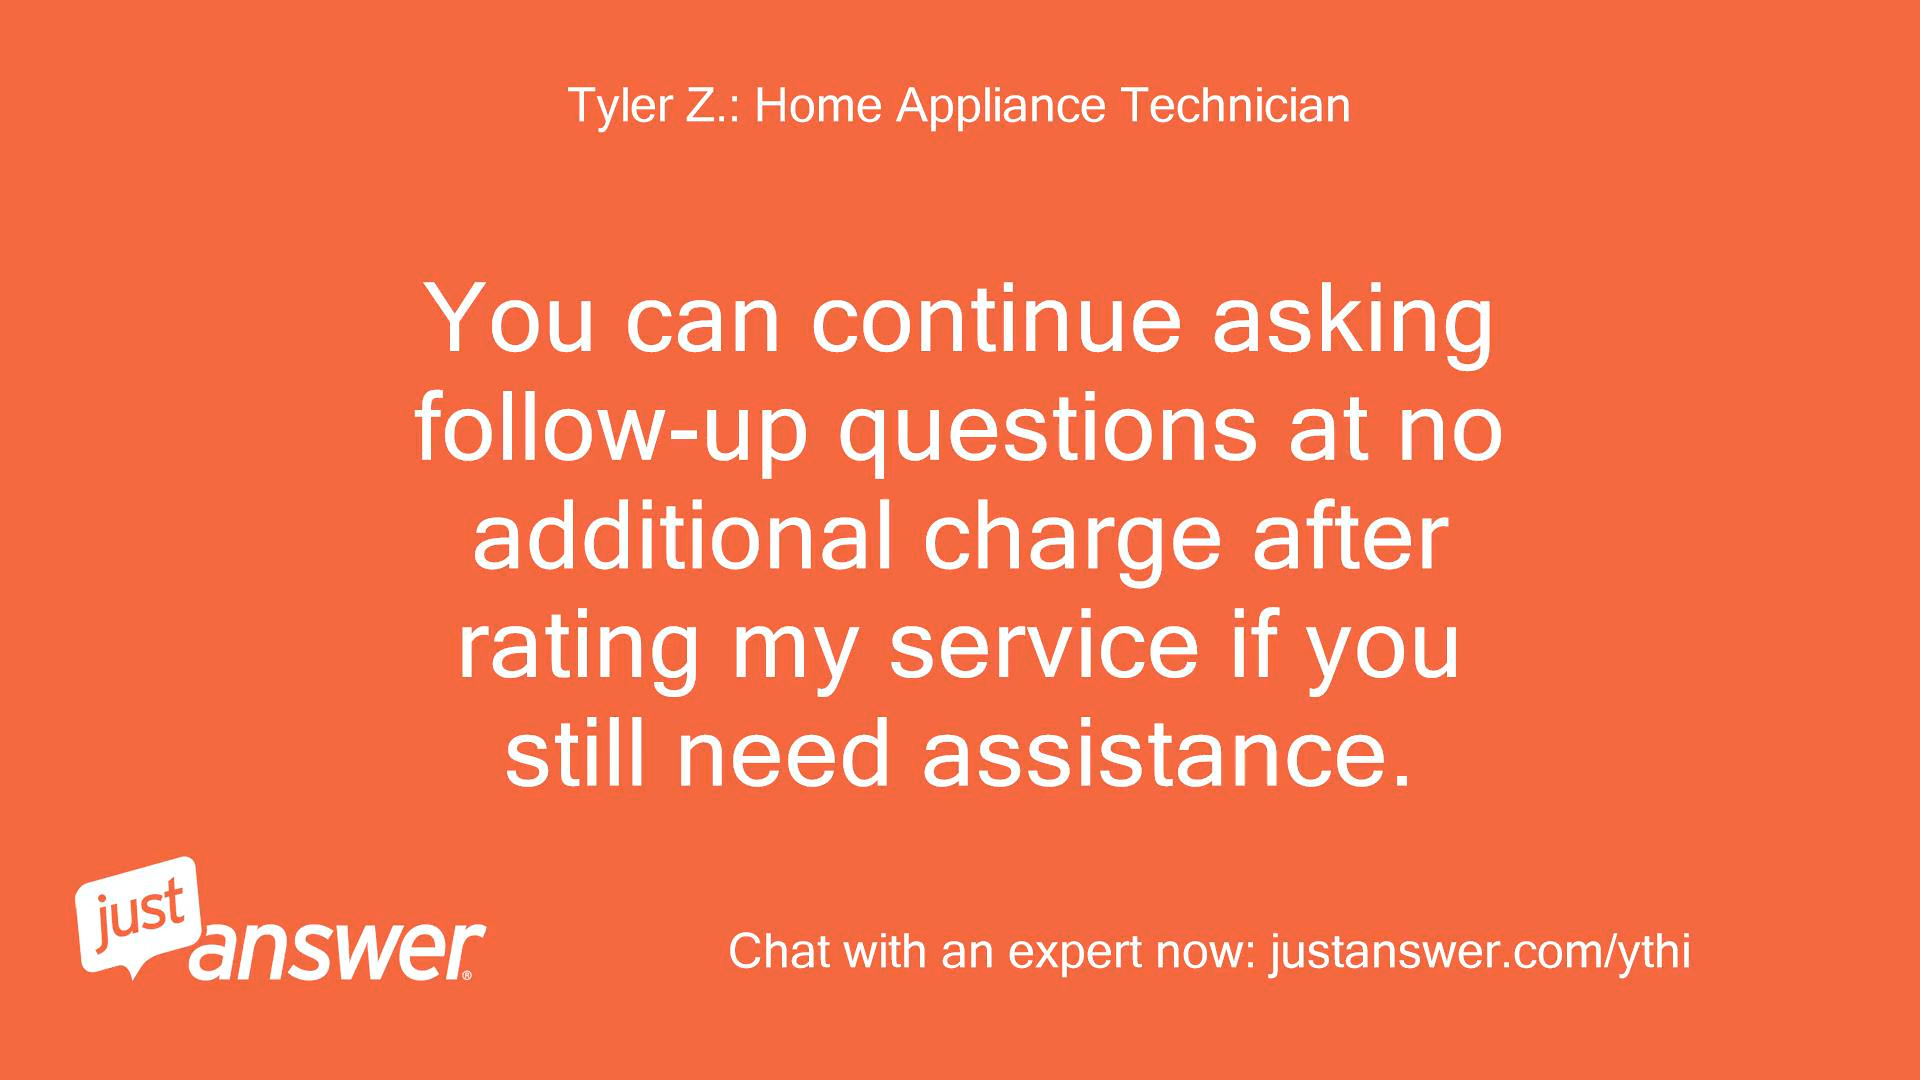 Tyler Z.: Home Appliance Technician
You can continue asking
follow-up questions at no
additional charge after
rating my service if you
still need assistance.
just
answer®
Chat with an expert now: justanswer.com/ythi